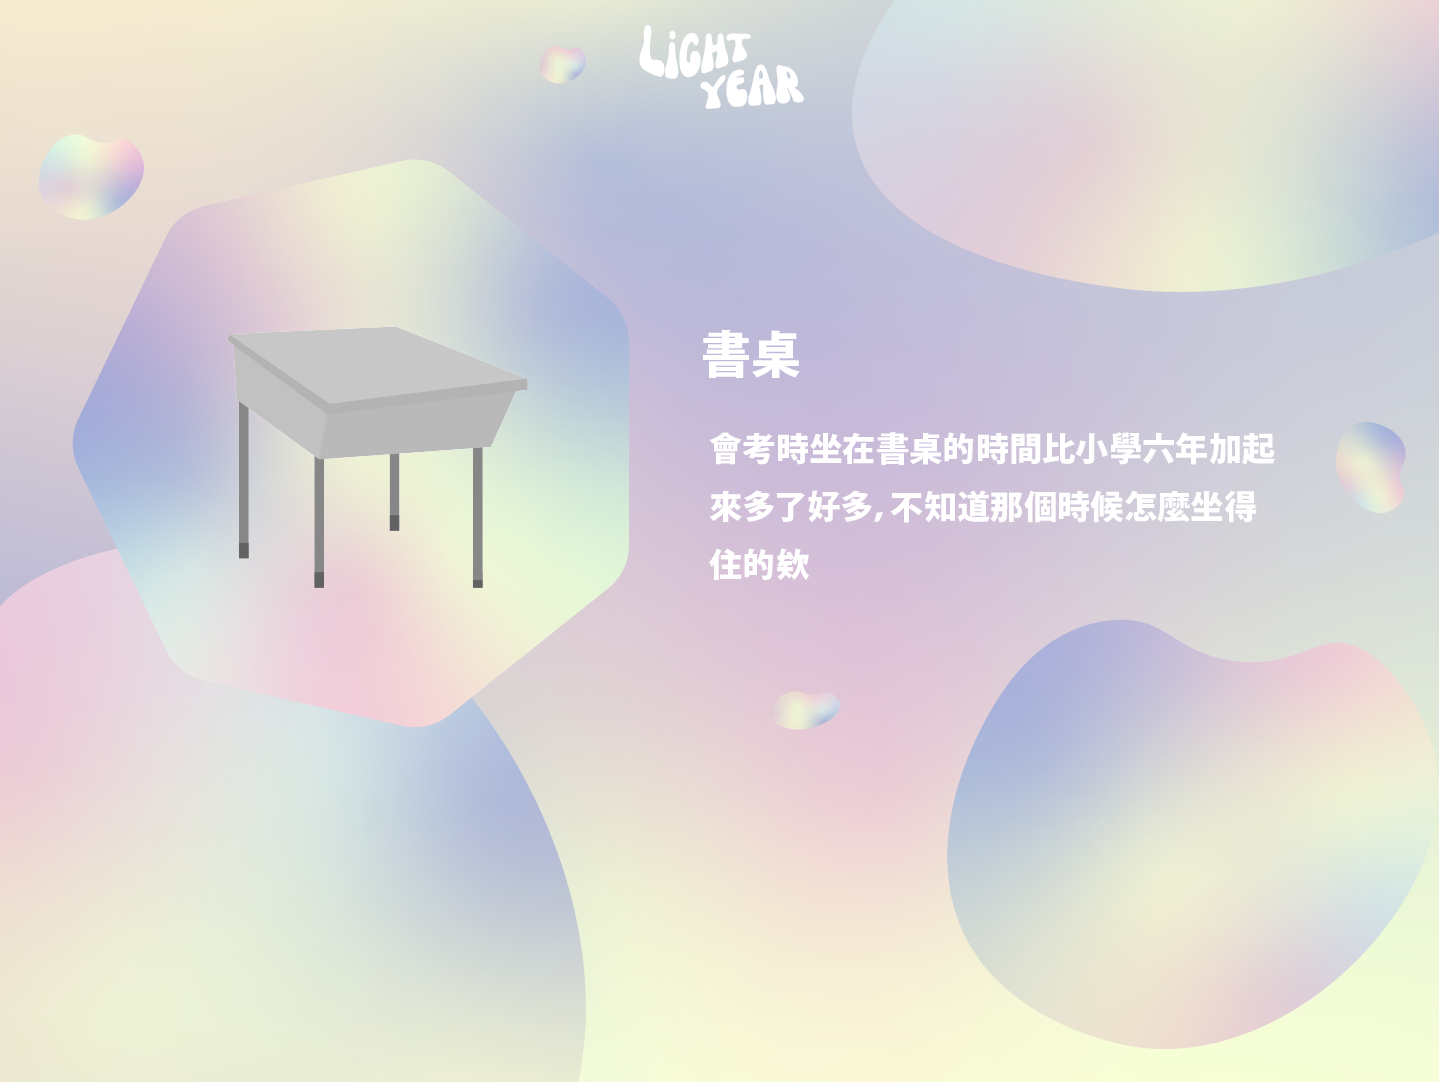 LiGHT
YEAR
書桌
會考時坐在書桌的時間比小學六年加起
來多了好多, 不知道那個時候怎麼坐得
住的欸